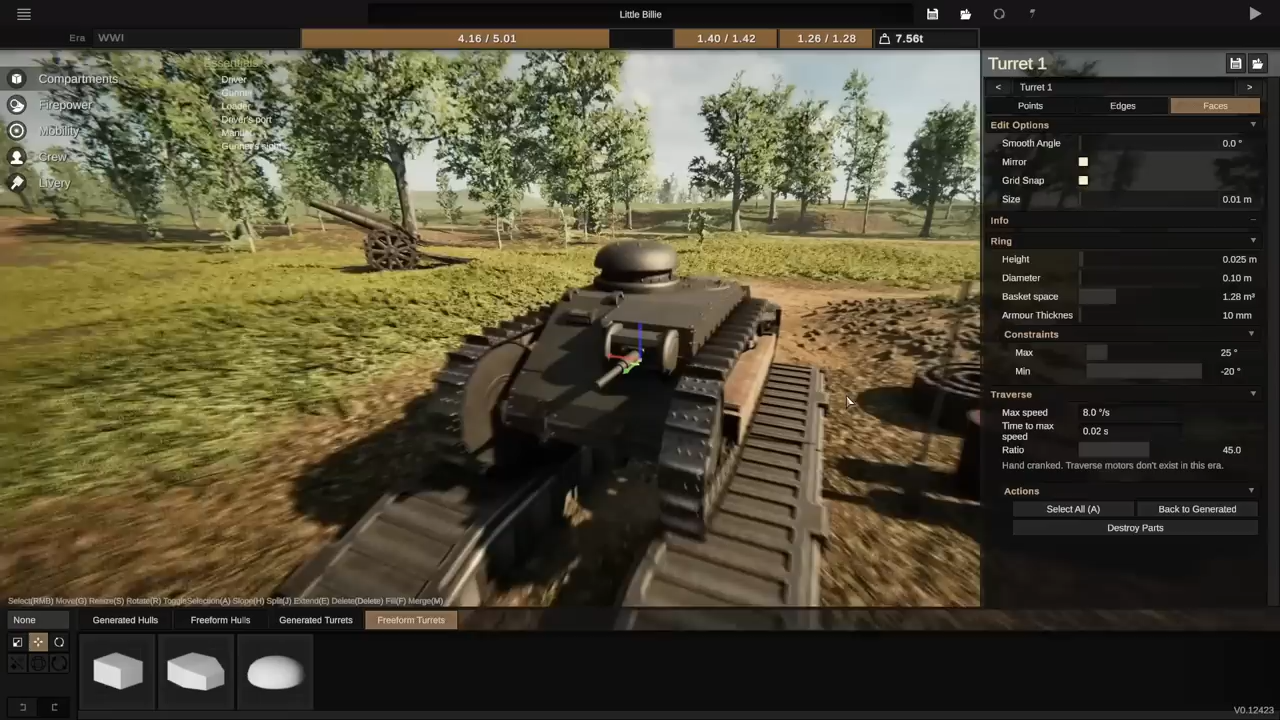 Little Billie
Era WWI 4.16 / 5.01 1.40 / 1.42 1.26 / 1.28 7.56t
Compartments
Firepower
Mobility
Crew
Livery
Essentials
Driver
Gunner
Loader
Driver's port
Manual
Gunner's sight
Turret 1
< Turret 1 >
Points Edges Faces
Edit Options
Smooth Angle 0.0 °
Mirror
Grid Snap
Size 0.01 m
Info
Ring
Height 0.025 m
Diameter 0.10 m
Basket space 1.28 m³
Armour Thicknes 10 mm
Constraints
Max 25 °
Min -20 °
Traverse
Max speed 8.0 °/s
Time to max speed 0.02 s
Ratio 45.0
Hand cranked. Traverse motors don't exist in this era.
Actions
Select All (A) Back to Generated
Destroy Parts
Select(RMB) Move(G) Resize(S) Rotate(R) ToggleSelection(A) Slope(H) Split(J) Extend(E) Delete(Delete) Fill(F) Merge(M)
None Generated Hulls Freeform Hulls Generated Turrets Freeform Turrets
V0.12423